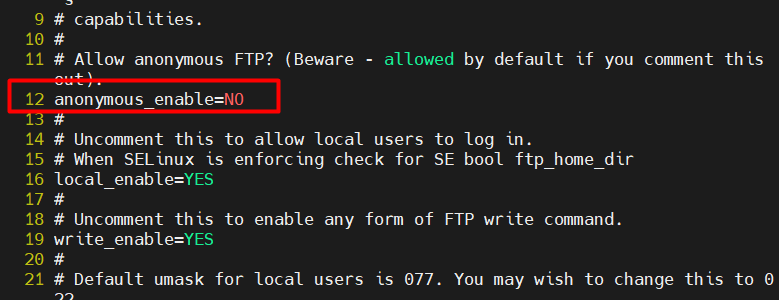 s
9 # capabilities.
10 #
11 # Allow anonymous FTP? (Beware - allowed by default if you comment this
out).
12 anonymous_enable=NO
13 #
14 # Uncomment this to allow local users to log in.
15 # When SELinux is enforcing check for SE bool ftp_home_dir
16 local_enable=YES
17 #
18 # Uncomment this to enable any form of FTP write command.
19 write_enable=YES
20 #
21 # Default umask for local users is 077. You may wish to change this to 0
22